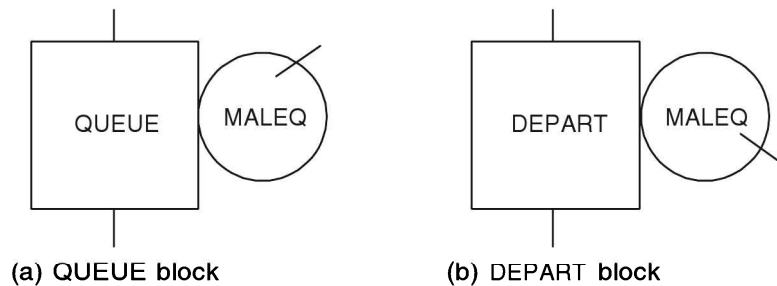 QUEUE
MALEQ
DEPART
MALEQ
(a) QUEUE block
(b) DEPART block